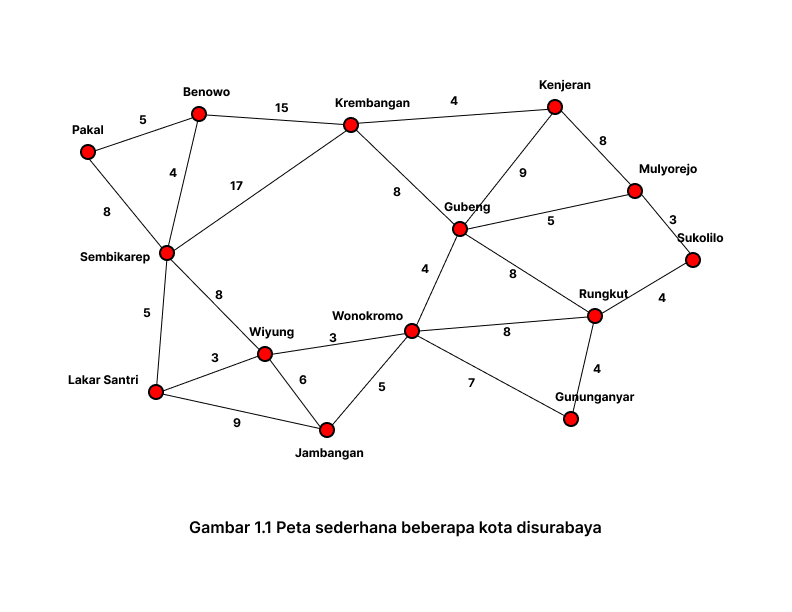 Kenjeran
Benowo
Krembangan
4
15
5
Pakal
8
Mulyorejo
4
9
17
8
Gubeng
8
5
3
Sukolilo
Sembikarep
4
8
8
Rungkut
4
5
Wonokromo
Wiyung
3
8
3
4
Lakar Santri
6
5
7
Gununganyar
9
Jambangan
Gambar 1.1 Peta sederhana beberapa kota disurabaya